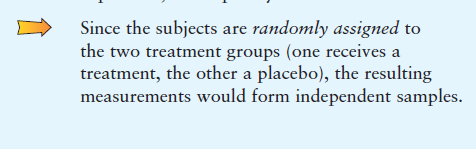 Since the subjects are randomly assigned to
the two treatment groups (one receives a
treatment, the other a placebo), the resulting
measurements would form independent samples.